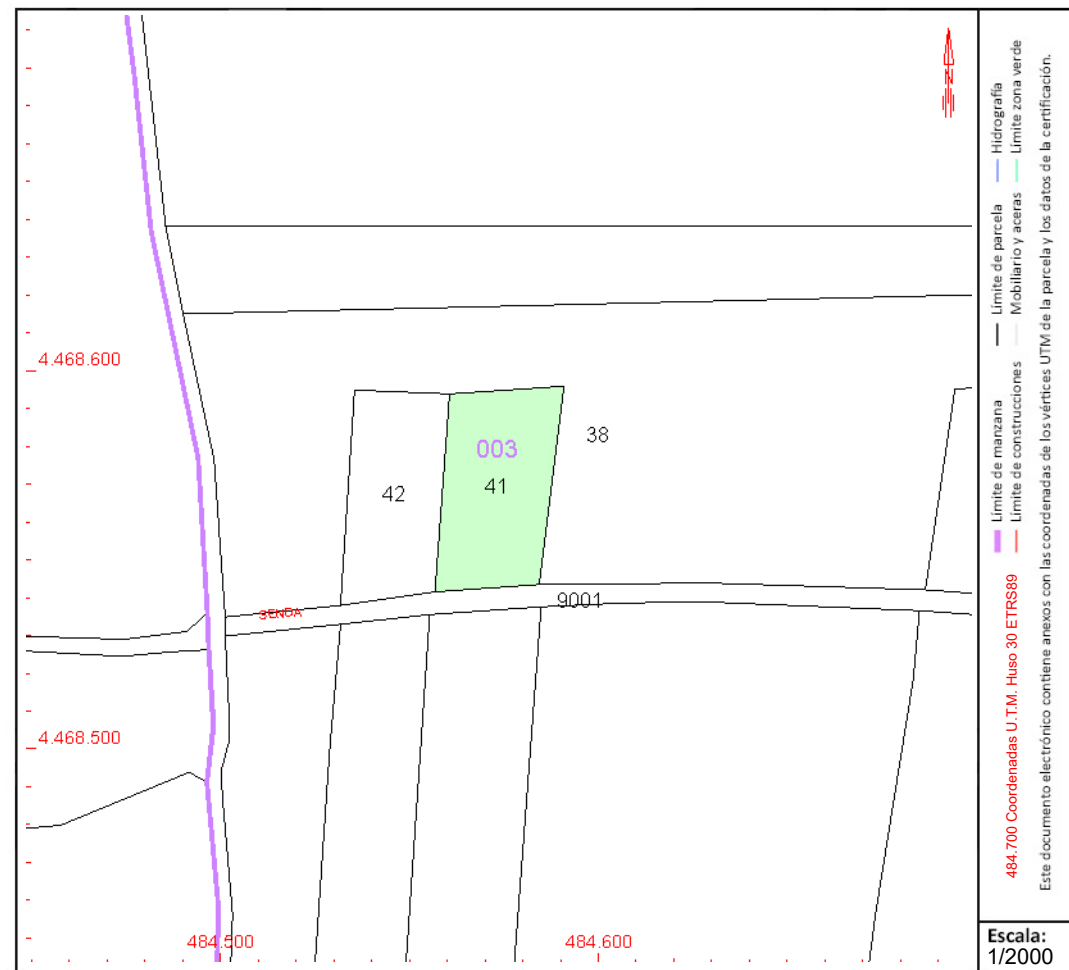 N
4.468.600
003
38
42
41
9001
SENDA
4.468.500
484.500
484.600
Límite de manzana
Límite de parcela
Hidrografía
Límite de construcciones
Mobiliario y aceras
Límite zona verde
484.700 Coordenadas U.T.M. Huso 30 ETRS89
Este documento electrónico contiene anexos con las coordenadas de los vértices UTM de la parcela y los datos de la certificación.
Escala:
1/2000